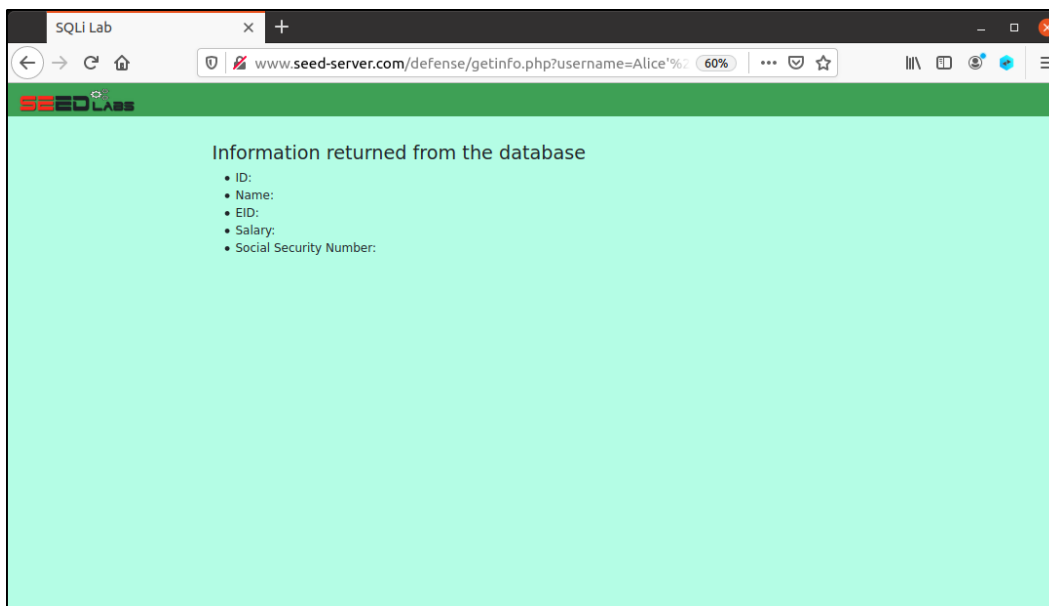 SQLi Lab
www.seed-server.com/defense/getinfo.php?username=Alice'%2 60%
SEED LABS
Information returned from the database
• ID:
• Name:
• EID:
• Salary:
• Social Security Number: